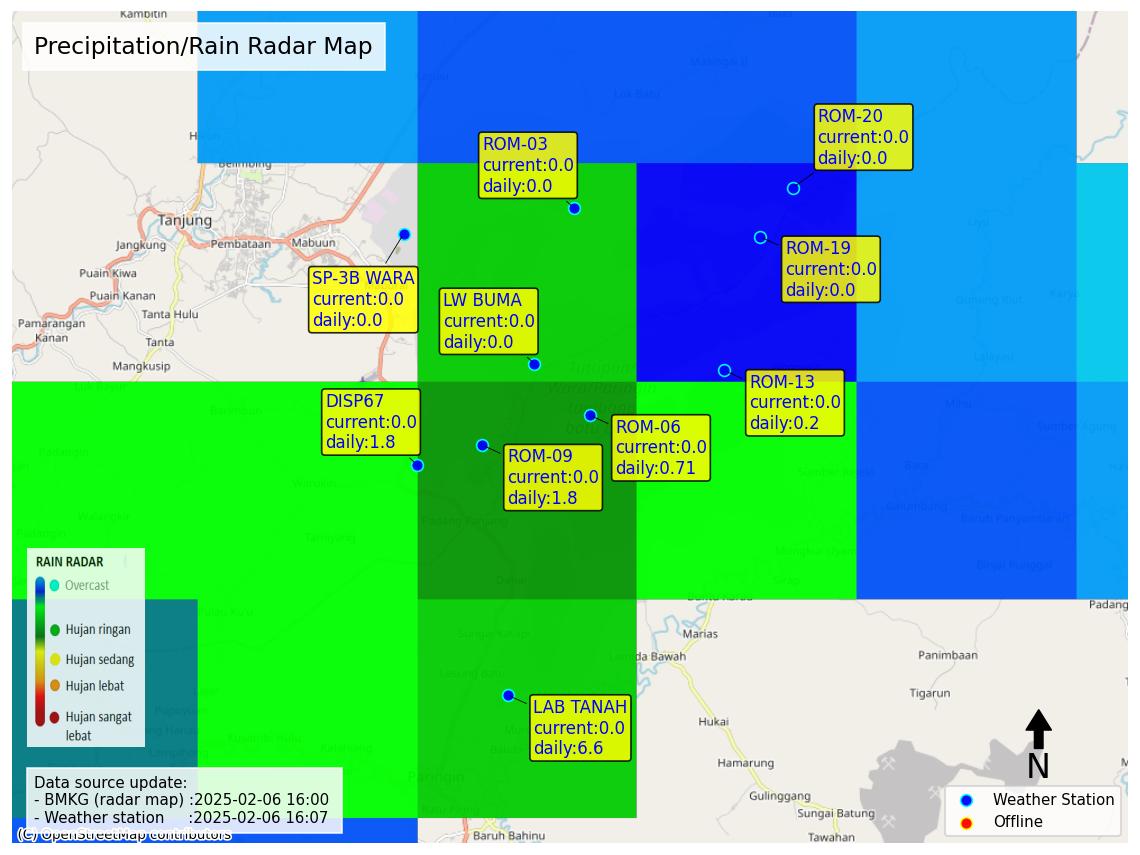 Kambitin
Precipitation/Rain Radar Map
Maningkal
Lok Batu
ROM-20
current:0.0
daily:0.0
ROM-03
current:0.0
daily:0.0
Belimbing
Tanjung
Jangkung
Pembataan
Mabuun
ROM-19
current:0.0
daily:0.0
Puain Kiwa
SP-3B WARA
current:0.0
daily:0.0
Puain Kanan
LW BUMA
current:0.0
daily:0.0
Tanta Hulu
Pamarangan
Kanan
Tanta
Mangkusip
Tutupan
ROM-13
current:0.0
daily:0.2
DISP67
current:0.0
daily:1.8
ROM-06
current:0.0
daily:0.71
ROM-09
current:0.0
daily:1.8
Padang Panjang
RAIN RADAR
Overcast
Hujan ringan
Hujan sedang
Hujan lebat
Hujan sangat
lebat
Marias
Lamida Bawah
Panimbaan
Tigarun
LAB TANAH
current:0.0
daily:6.6
Hukai
Hamarung
Paringin
Gulinggang
Sungai Batung
Tawahan
Baruh Bahinu
N
Data source update:
- BMKG (radar map) :2025-02-06 16:00
- Weather station :2025-02-06 16:07
(C) OpenStreetMap contributors
Weather Station
Offline